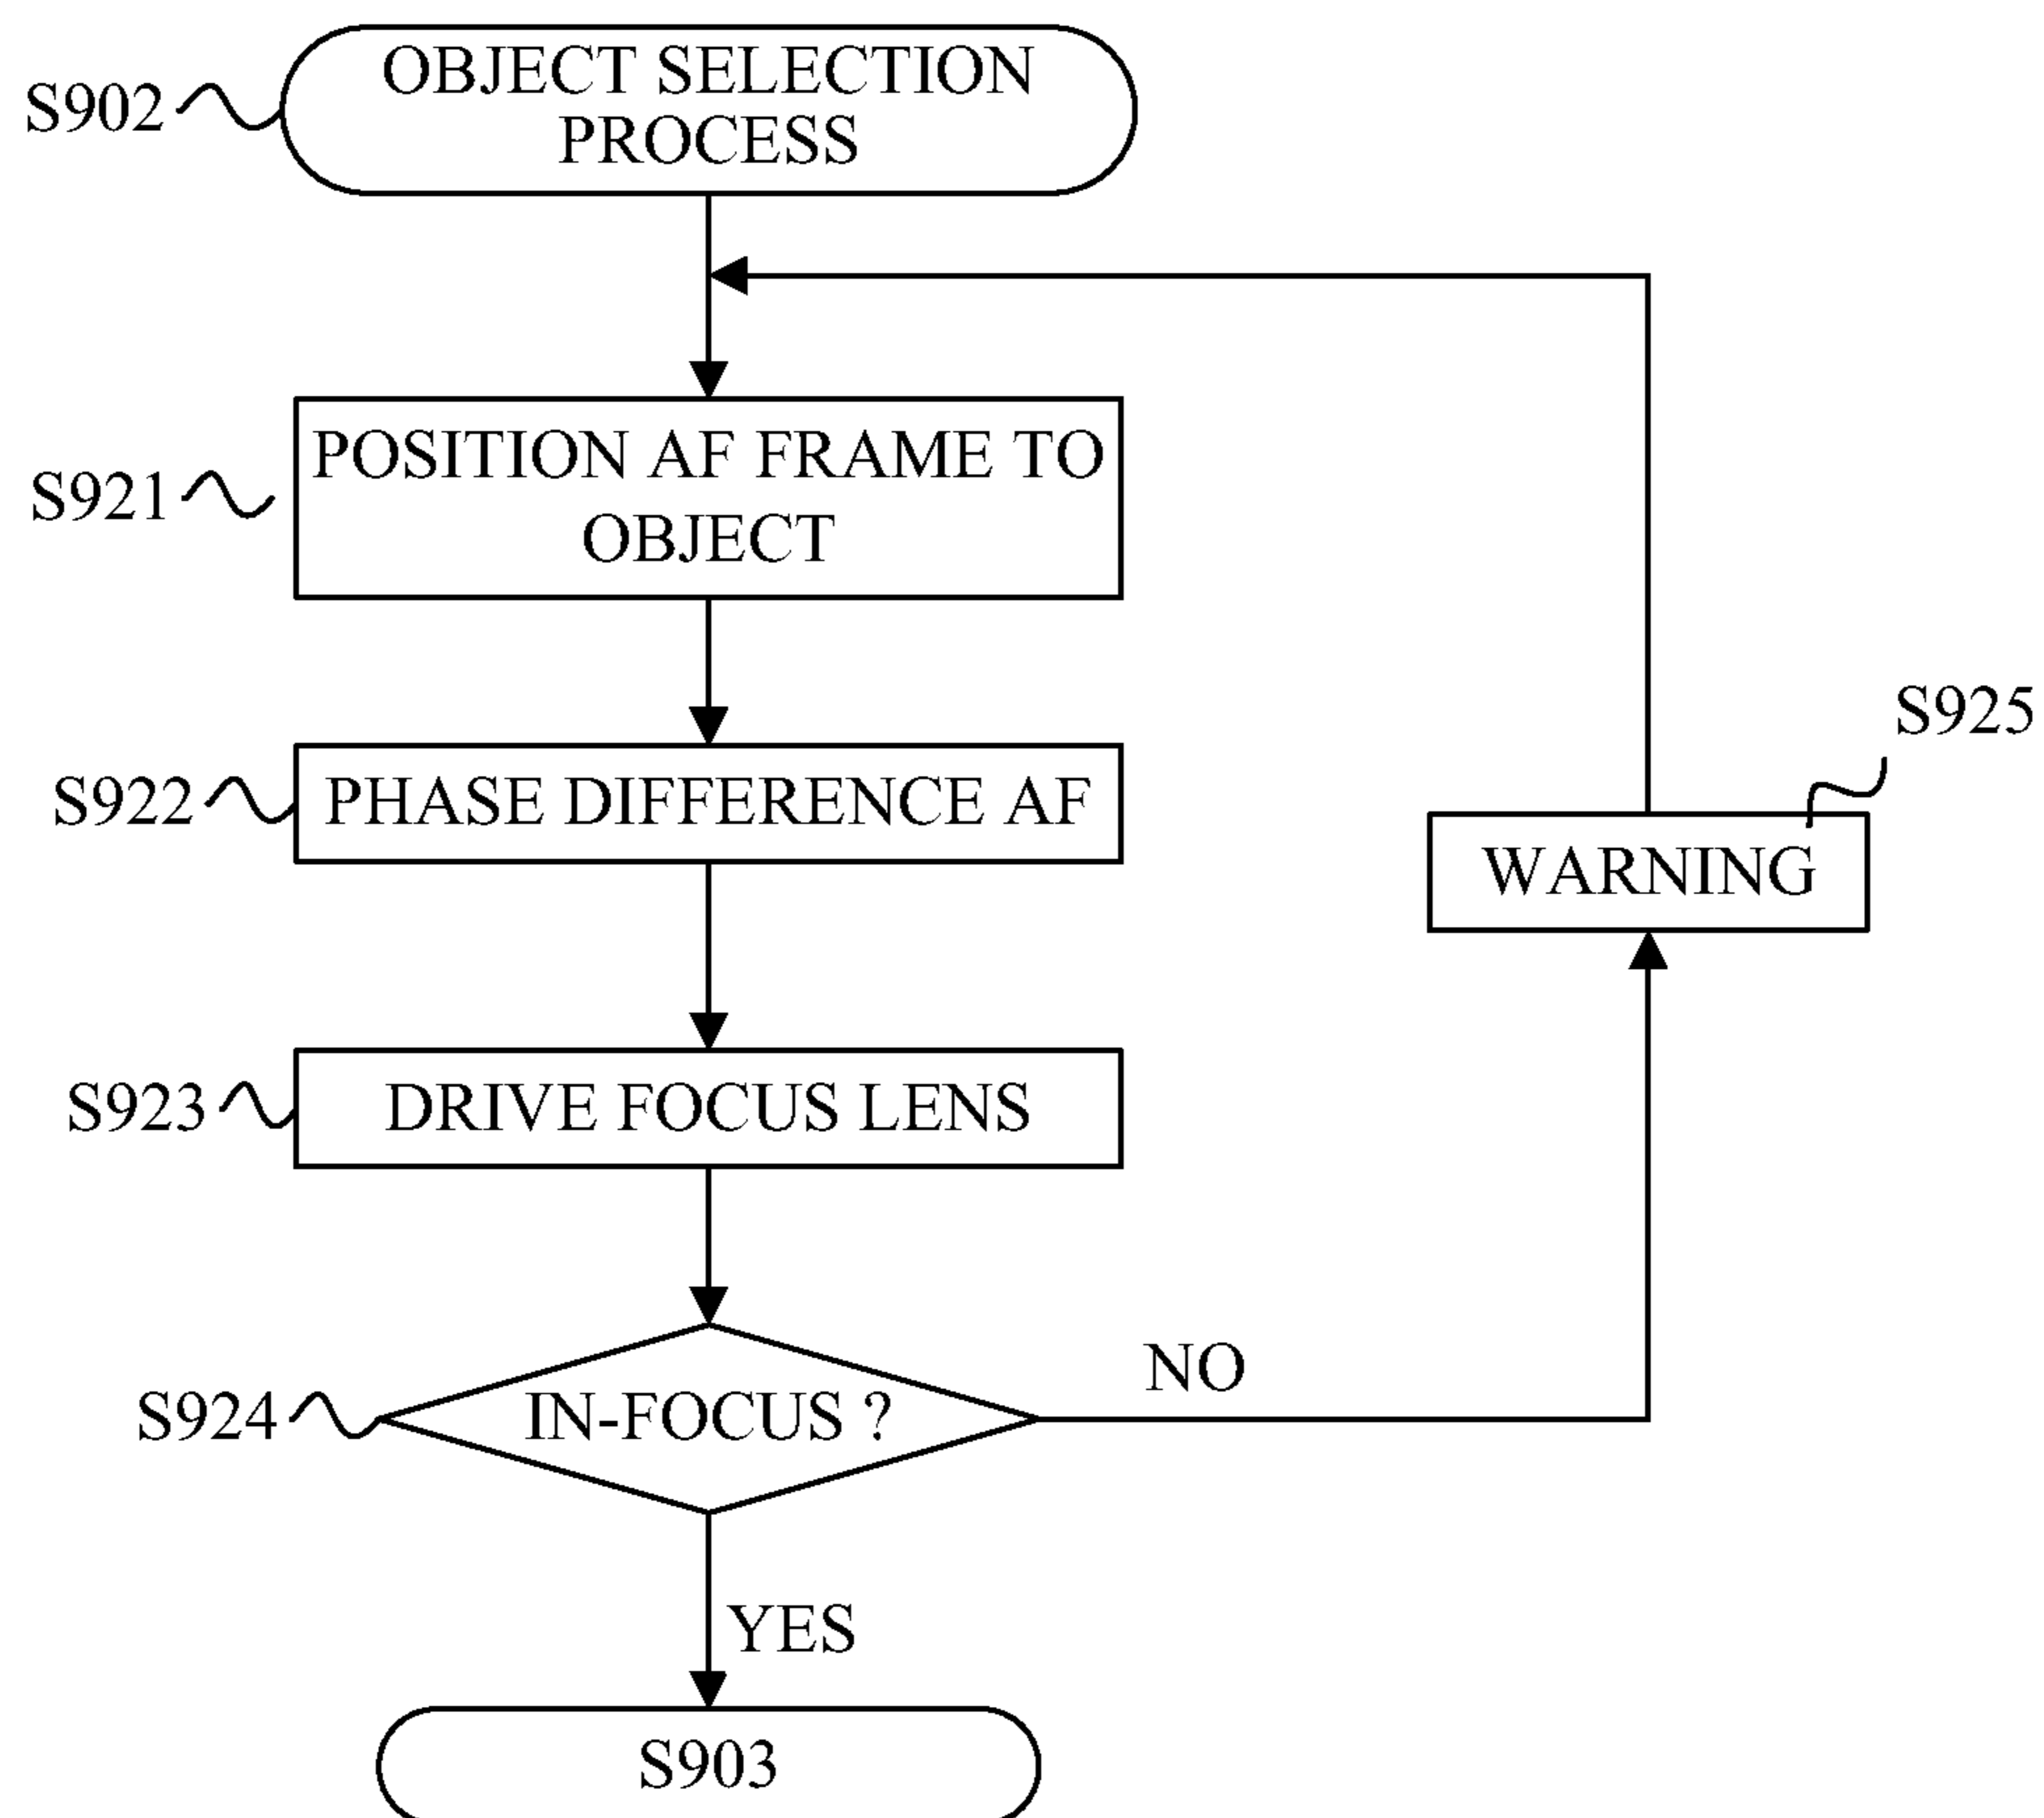 S902
OBJECT SELECTION
PROCESS
S921
POSITION AF FRAME TO
OBJECT
S922
PHASE DIFFERENCE AF
S925
WARNING
S923
DRIVE FOCUS LENS
S924
IN-FOCUS ?
NO
YES
S903